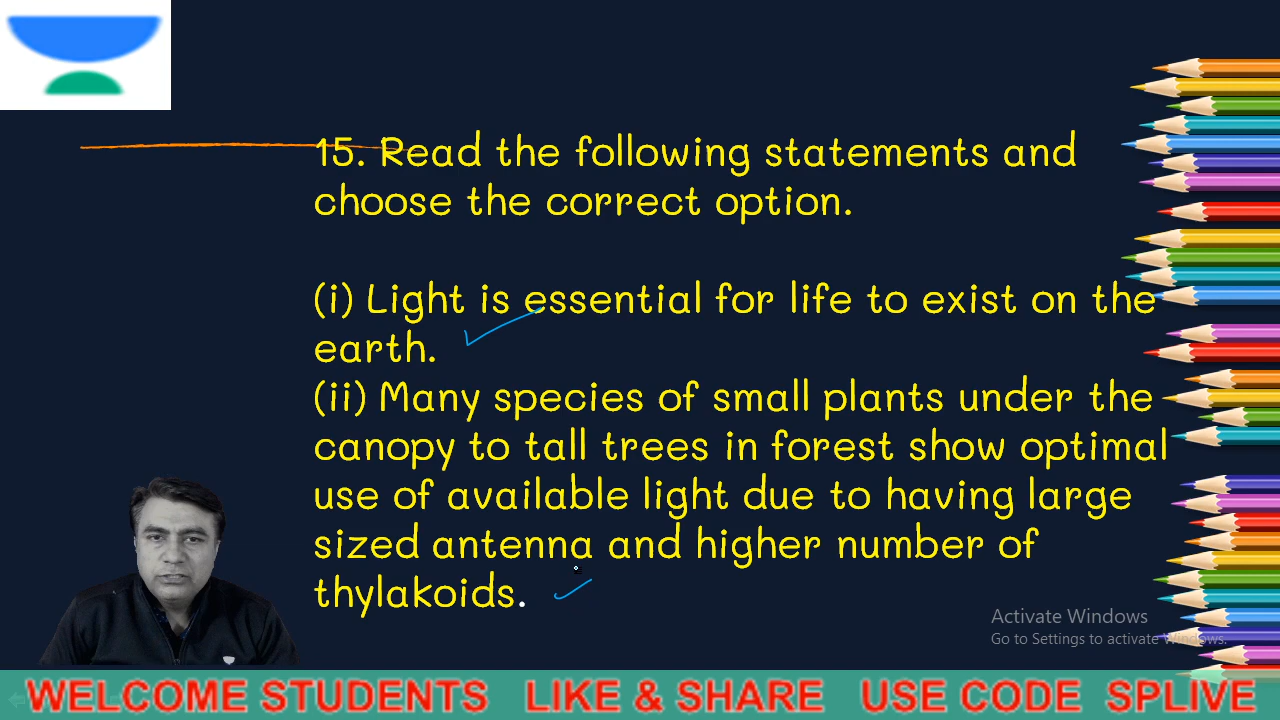 15. Read the following statements and
choose the correct option.
(i) Light is essential for life to exist on the
earth.
(ii) Many species of small plants under the
canopy to tall trees in forest show optimal
use of available light due to having large
sized antenna and higher number of
thylakoids.
Activate Windows
Go to Settings to activate Windows.
WELCOME STUDENTS LIKE & SHARE USE CODE SPLIVE